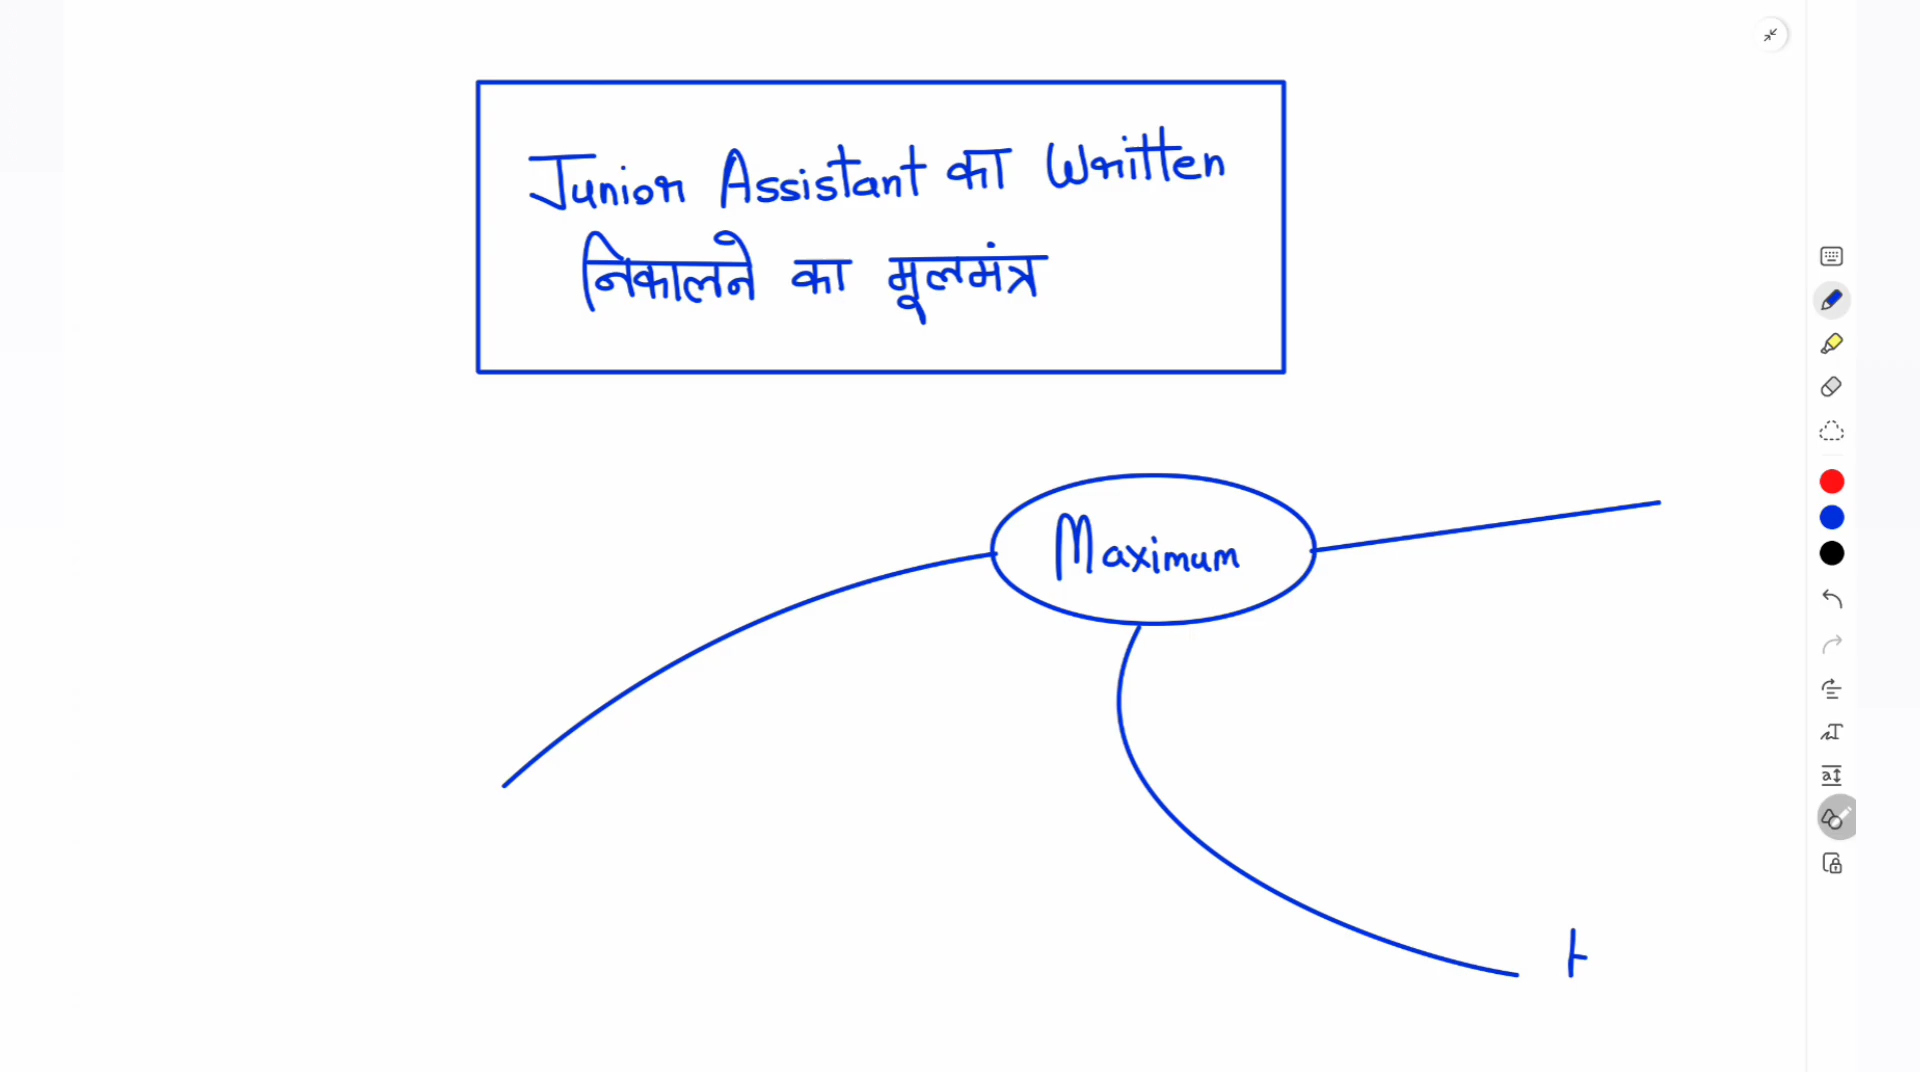 Junior Assistant का Written
निकालने का मूलमंत्र
Maximum